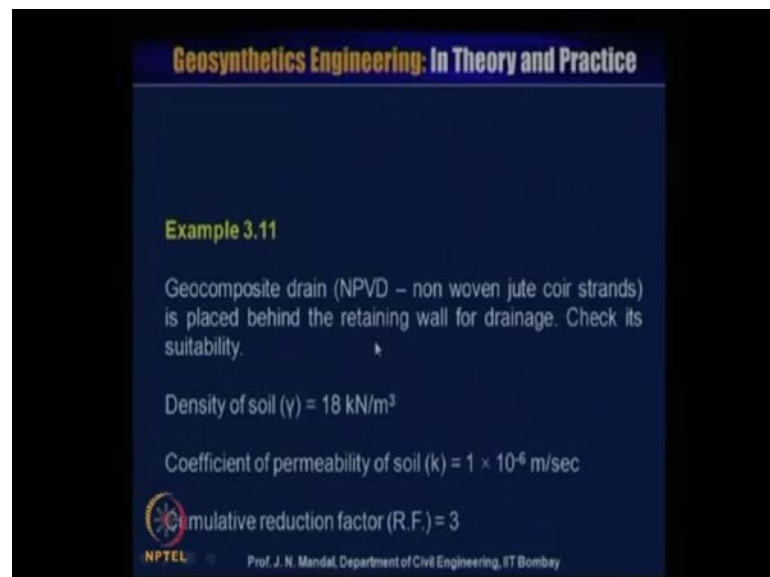 Geosynthetics Engineering: In Theory and Practice
Example 3.11
Geocomposite drain (NPVD – non woven jute coir strands)
is placed behind the retaining wall for drainage. Check its
suitability.
Density of soil (γ) = 18 kN/m³
Coefficient of permeability of soil (k) = 1 × 10⁻⁶ m/sec
Cumulative reduction factor (R.F.) = 3
NPTEL
Prof. J. N. Mandal, Department of Civil Engineering, IIT Bombay